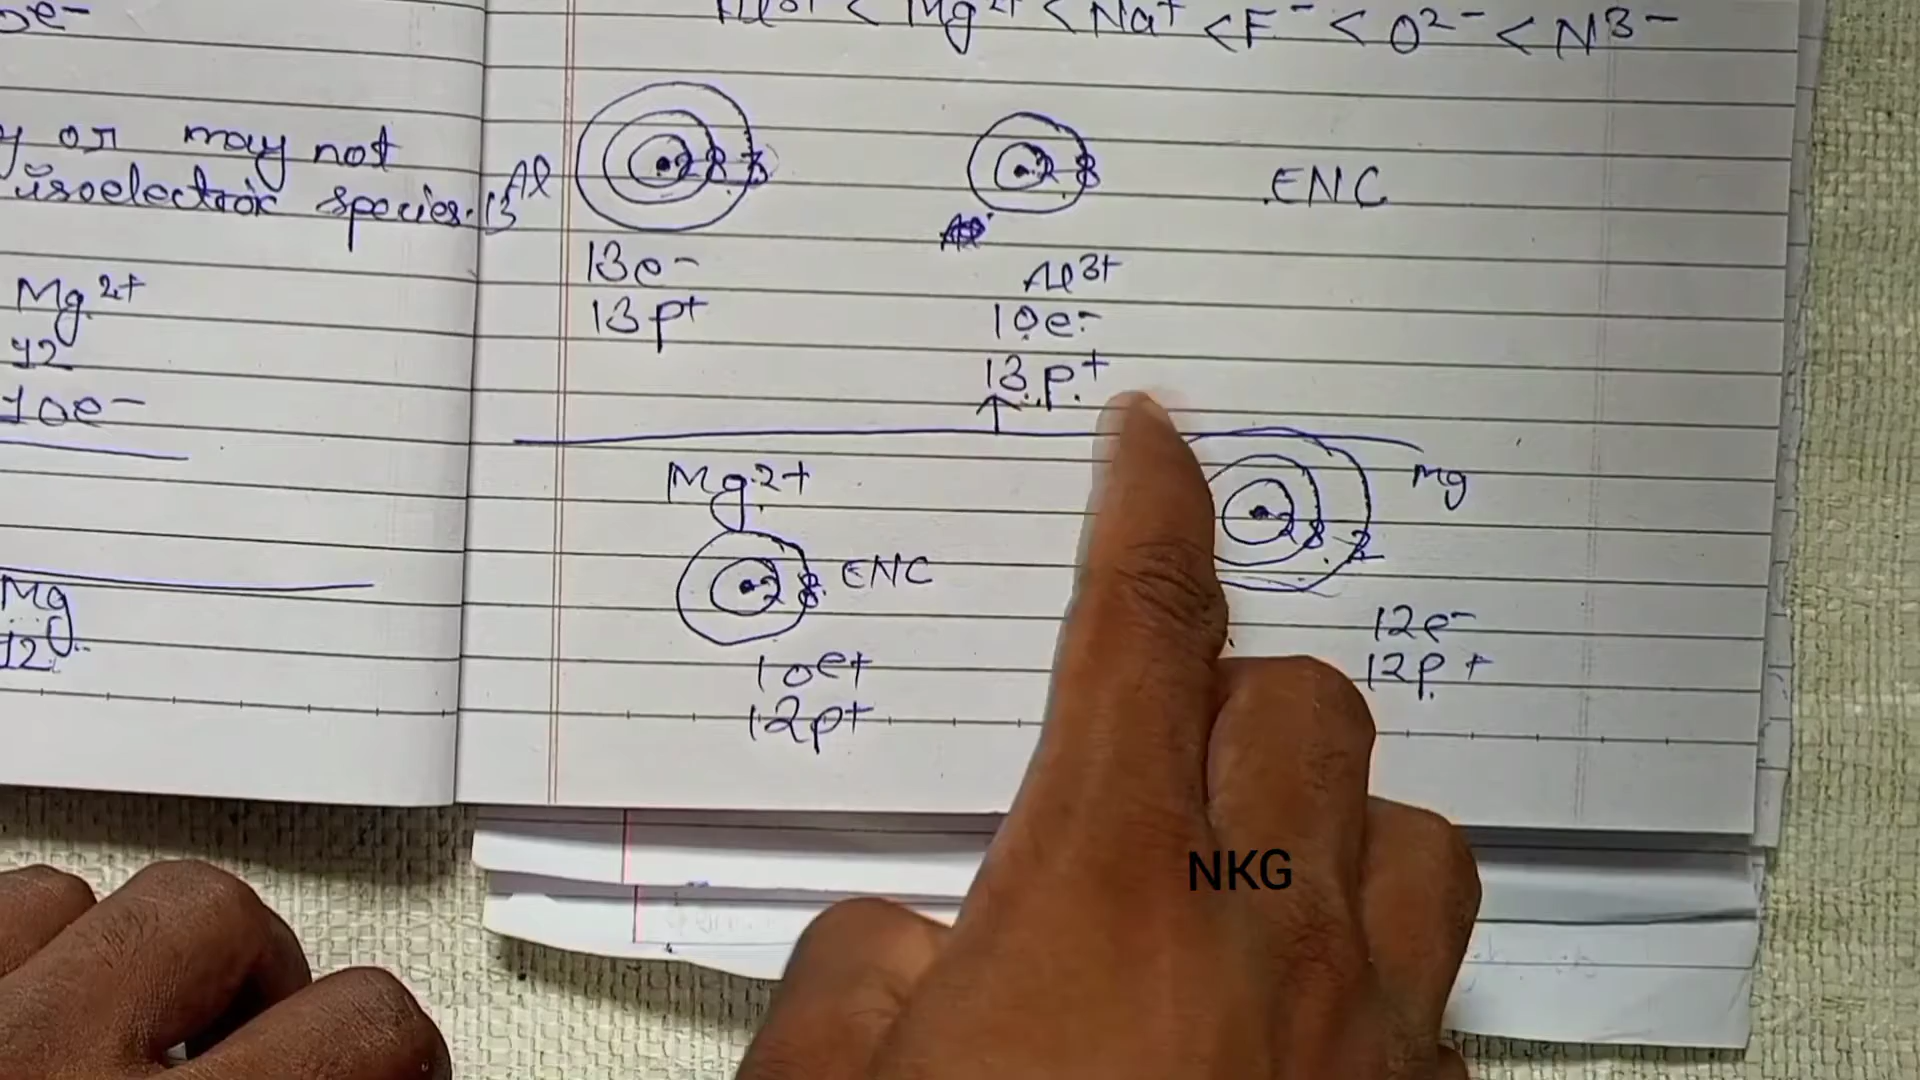 Al3+ < Mg2+ < Na+ < F- < O2- < N3-
or may not
isoelectronic species.
Mg2+
12
10e-
Mg
12
13Al
2 8 3
13e-
13p+
2 8
ENC
Al3+
10e-
13p+
Mg2+
2 8
ENC
10e+
12p+
Mg
2 8 2
12e-
12p+
NKG